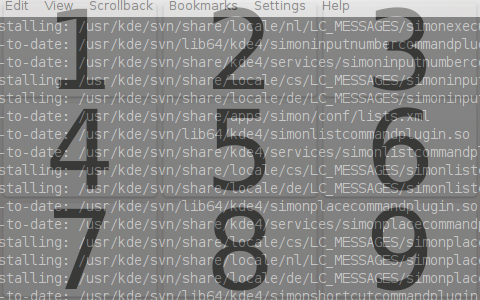 Edit View Scrollback Bookmarks Settings Help
stalling: /usr/kde/svn/share/locale/nl/LC_MESSAGES/simonexec
-to-date: /usr/kde/svn/lib64/kde4/simoninputnumbercommandplu
-to-date: /usr/kde/svn/share/kde4/services/simoninputnumberco
stalling: /usr/kde/svn/share/locale/cs/LC_MESSAGES/simoninput
stalling: /usr/kde/svn/share/locale/de/LC_MESSAGES/simoninput
-to-date: /usr/kde/svn/share/apps/simon/conf/lists.xml
-to-date: /usr/kde/svn/lib64/kde4/simonlistcommandplugin.so
-to-date: /usr/kde/svn/share/kde4/services/simonlistcommandp
stalling: /usr/kde/svn/share/locale/cs/LC_MESSAGES/simonliste
stalling: /usr/kde/svn/share/locale/de/LC_MESSAGES/simonliste
-to-date: /usr/kde/svn/lib64/kde4/simonplacecommandplugin.so
-to-date: /usr/kde/svn/share/kde4/services/simonplacecommandp
stalling: /usr/kde/svn/share/locale/cs/LC_MESSAGES/simonplac
stalling: /usr/kde/svn/share/locale/nl/LC_MESSAGES/simonplac
stalling: /usr/kde/svn/share/locale/de/LC_MESSAGES/simonplac
-to-date: /usr/kde/svn/lib64/kde4/simonshortcutcommandplugin
1 2 3
4 5 6
7 8 9